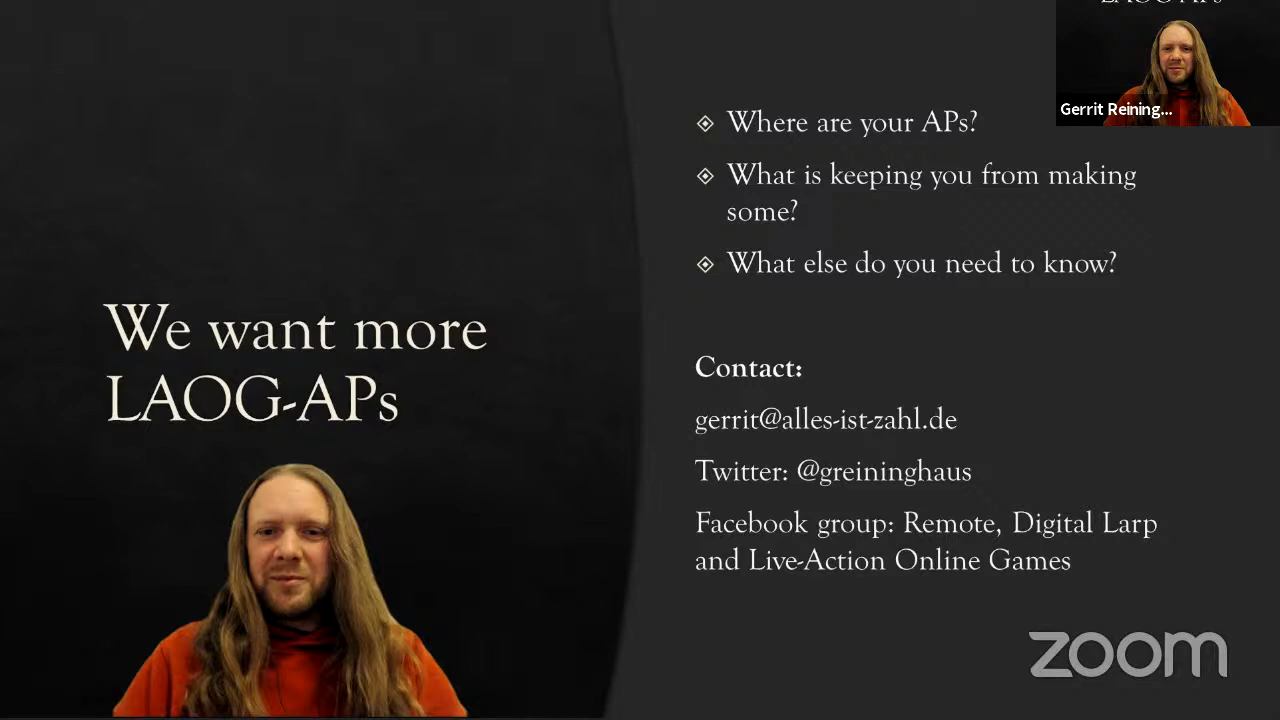 We want more
LAOG-APs
Where are your APs?
What is keeping you from making
some?
What else do you need to know?
Contact:
gerrit@alles-ist-zahl.de
Twitter: @greininghaus
Facebook group: Remote, Digital Larp
and Live-Action Online Games
Gerrit Reining...
zoom